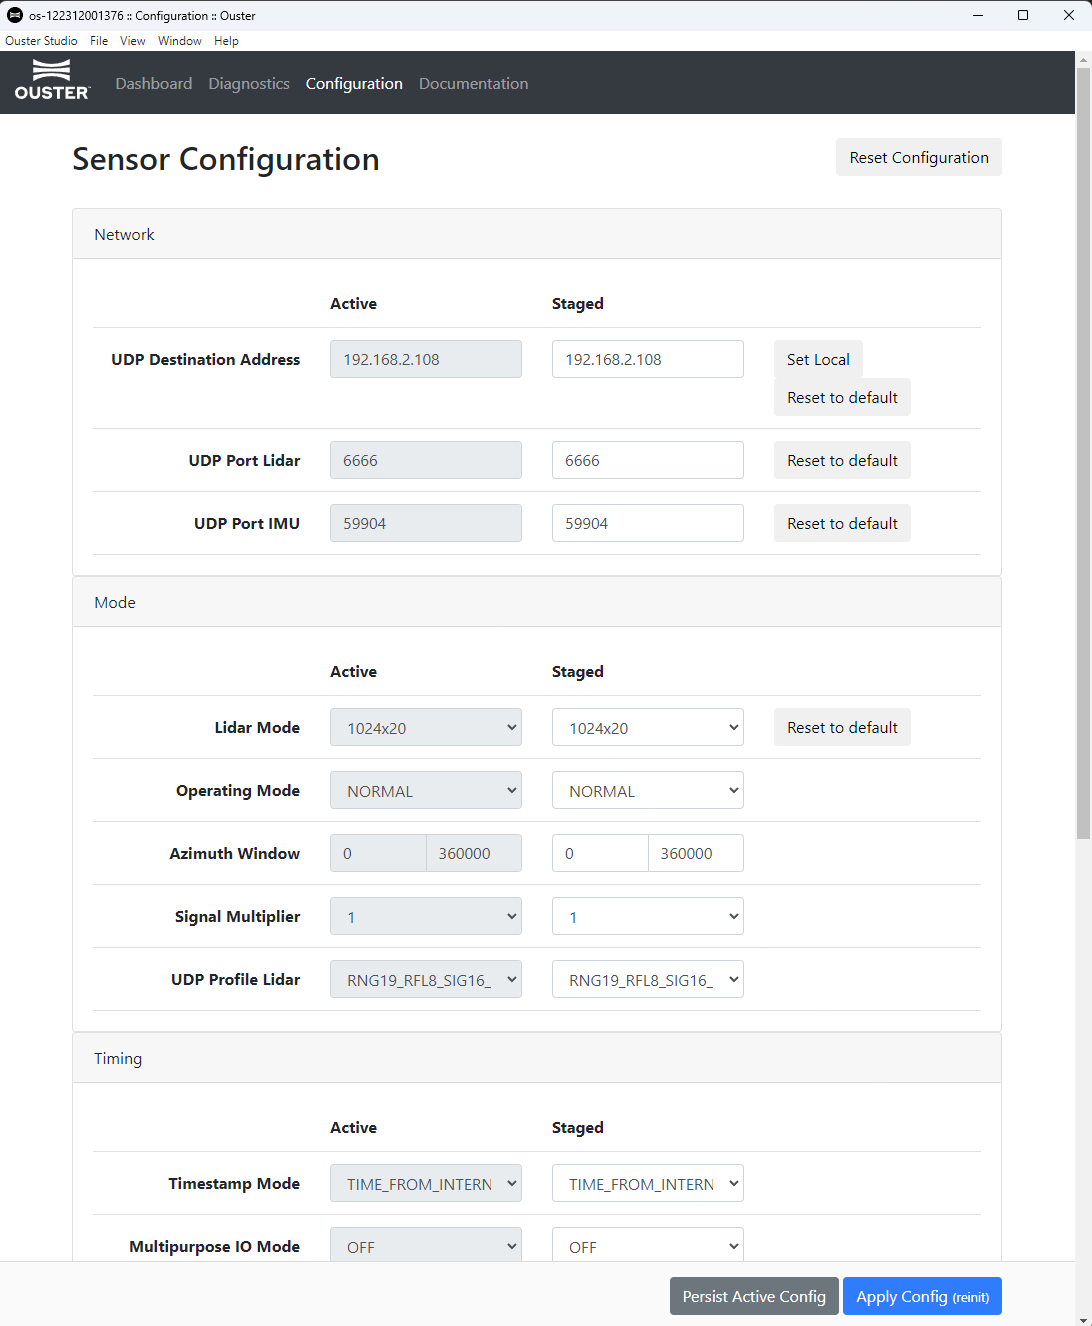 os-122312001376 :: Configuration :: Ouster
Ouster Studio File View Window Help
OUSTER Dashboard Diagnostics Configuration Documentation
Sensor Configuration Reset Configuration
Network
Active Staged
UDP Destination Address 192.168.2.108 192.168.2.108 Set Local
Reset to default
UDP Port Lidar 6666 6666 Reset to default
UDP Port IMU 59904 59904 Reset to default
Mode
Active Staged
Lidar Mode 1024x20 1024x20 Reset to default
Operating Mode NORMAL NORMAL
Azimuth Window 0 360000 0 360000
Signal Multiplier 1 1
UDP Profile Lidar RNG19_RFL8_SIG16_ RNG19_RFL8_SIG16_
Timing
Active Staged
Timestamp Mode TIME_FROM_INTERN TIME_FROM_INTERN
Multipurpose IO Mode OFF OFF
Persist Active Config Apply Config (reinit)